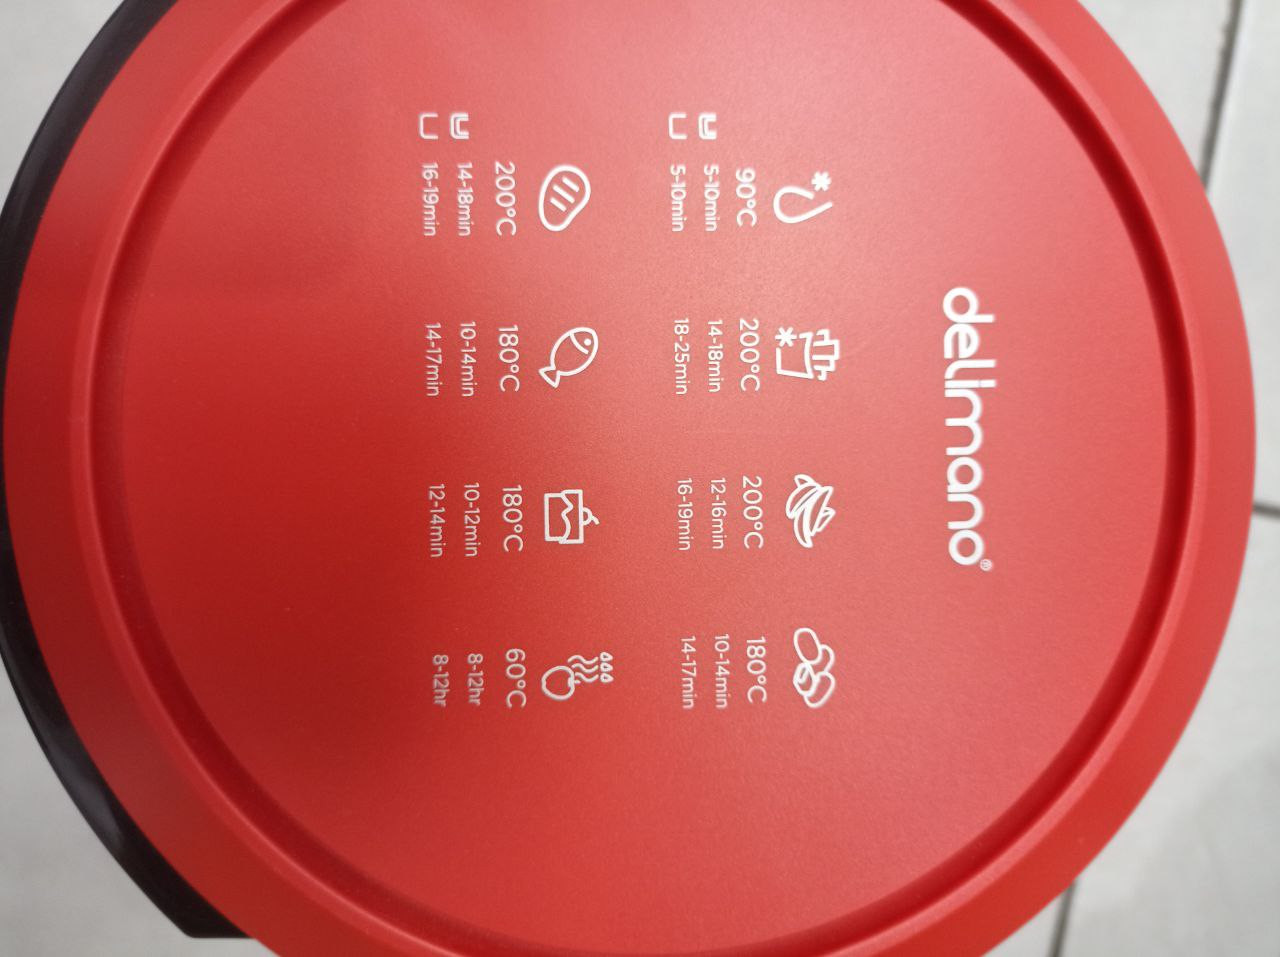 delimano®
90°C 200°C 200°C 180°C
5-10min 14-18min 12-16min 10-14min
5-10min 18-25min 16-19min 14-17min
200°C 180°C 180°C 60°C
14-18min 10-14min 10-12min 8-12hr
16-19min 14-17min 12-14min 8-12hr